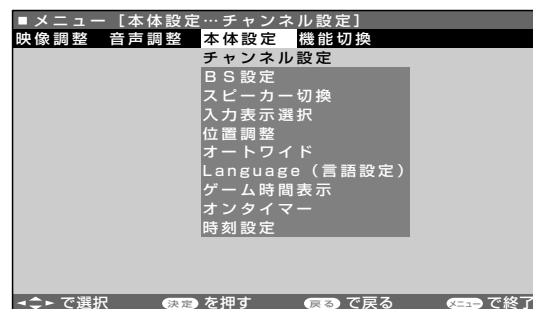 ■メニュー [本体設定…チャンネル設定]
映像調整 音声調整 本体設定 機能切換
チャンネル設定
BS設定
スピーカー切換
入力表示選択
位置調整
オートワイド
Language(言語設定)
ゲーム時間表示
オンタイマー
時刻設定
で選択 決定 を押す 戻る で戻る メニュー で終了